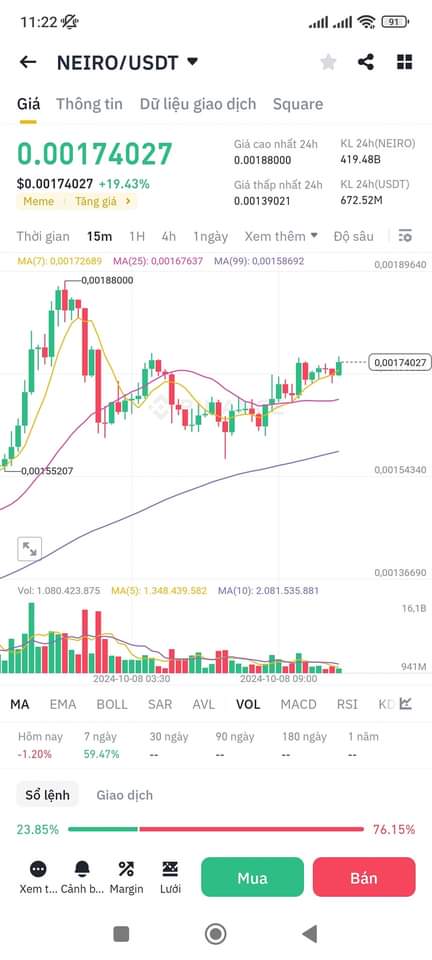 11:22
91
NEIRO/USDT
Giá Thông tin Dữ liệu giao dịch Square
0.00174027
$0.00174027 +19.43%
Meme Tăng giá
Giá cao nhất 24h KL 24h(NEIRO)
0.00188000 419.48B
Giá thấp nhất 24h KL 24h(USDT)
0.00139021 672.52M
Thời gian 15m 1H 4h 1ngày Xem thêm Độ sâu
MA(7): 0,00172689 MA(25): 0,00167637 MA(99): 0,00158692
0,00189640
0,00188000
0,00174027
0,00155207
0,00154340
0,00136690
Vol: 1.080.423.875 MA(5): 1.348.439.582 MA(10): 2.081.535.881
16,1B
941M
2024-10-08 03:30 2024-10-08 09:00
MA EMA BOLL SAR AVL VOL MACD RSI KD
Hôm nay 7 ngày 30 ngày 90 ngày 180 ngày 1 năm
-1.20% 59.47% -- -- -- --
Sổ lệnh Giao dịch
23.85% 76.15%
Xem t... Cảnh b... Margin Lưới
Mua Bán